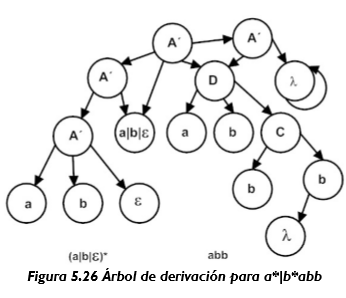 A´ A´
A´ D λ
A´ a|b|ε a b C
a b ε b b
λ
(a|b|ε)* abb
Figura 5.26 Árbol de derivación para a*|b*abb